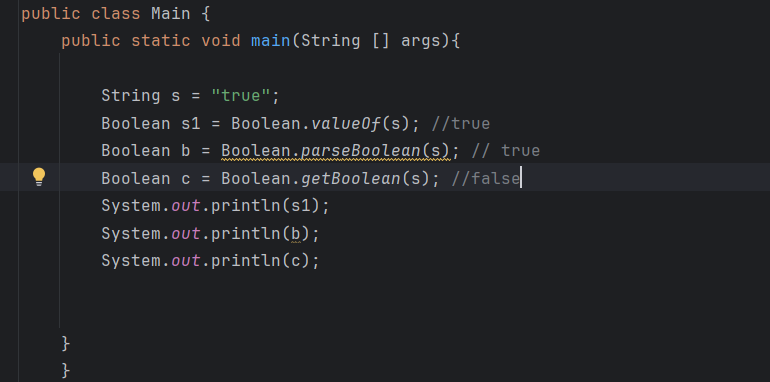 public class Main {
    public static void main(String [] args){
        String s = "true";
        Boolean s1 = Boolean.valueOf(s); //true
        Boolean b = Boolean.parseBoolean(s); // true
        Boolean c = Boolean.getBoolean(s); //false
        System.out.println(s1);
        System.out.println(b);
        System.out.println(c);
    }
    }